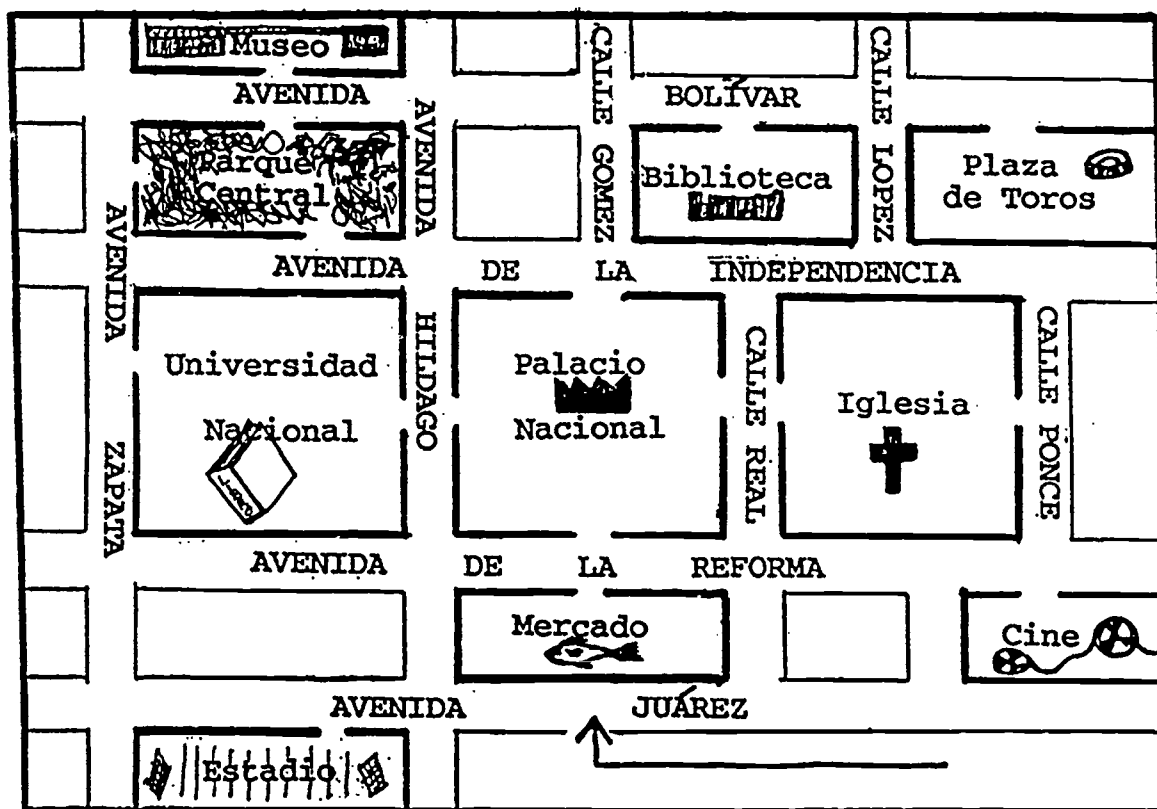 Museo
AVENIDA BOLÍVAR
CALLE GOMEZ
CALLE LOPEZ
Parque
Central
Biblioteca
Plaza
de Toros
AVENIDA HILDAGO
AVENIDA ZAPATA
AVENIDA DE LA INDEPENDENCIA
Universidad
Nacional
Palacio
Nacional
CALLE REAL
Iglesia
CALLE PONCE
AVENIDA DE LA REFORMA
Mercado
Cine
AVENIDA JUÁREZ
Estadio